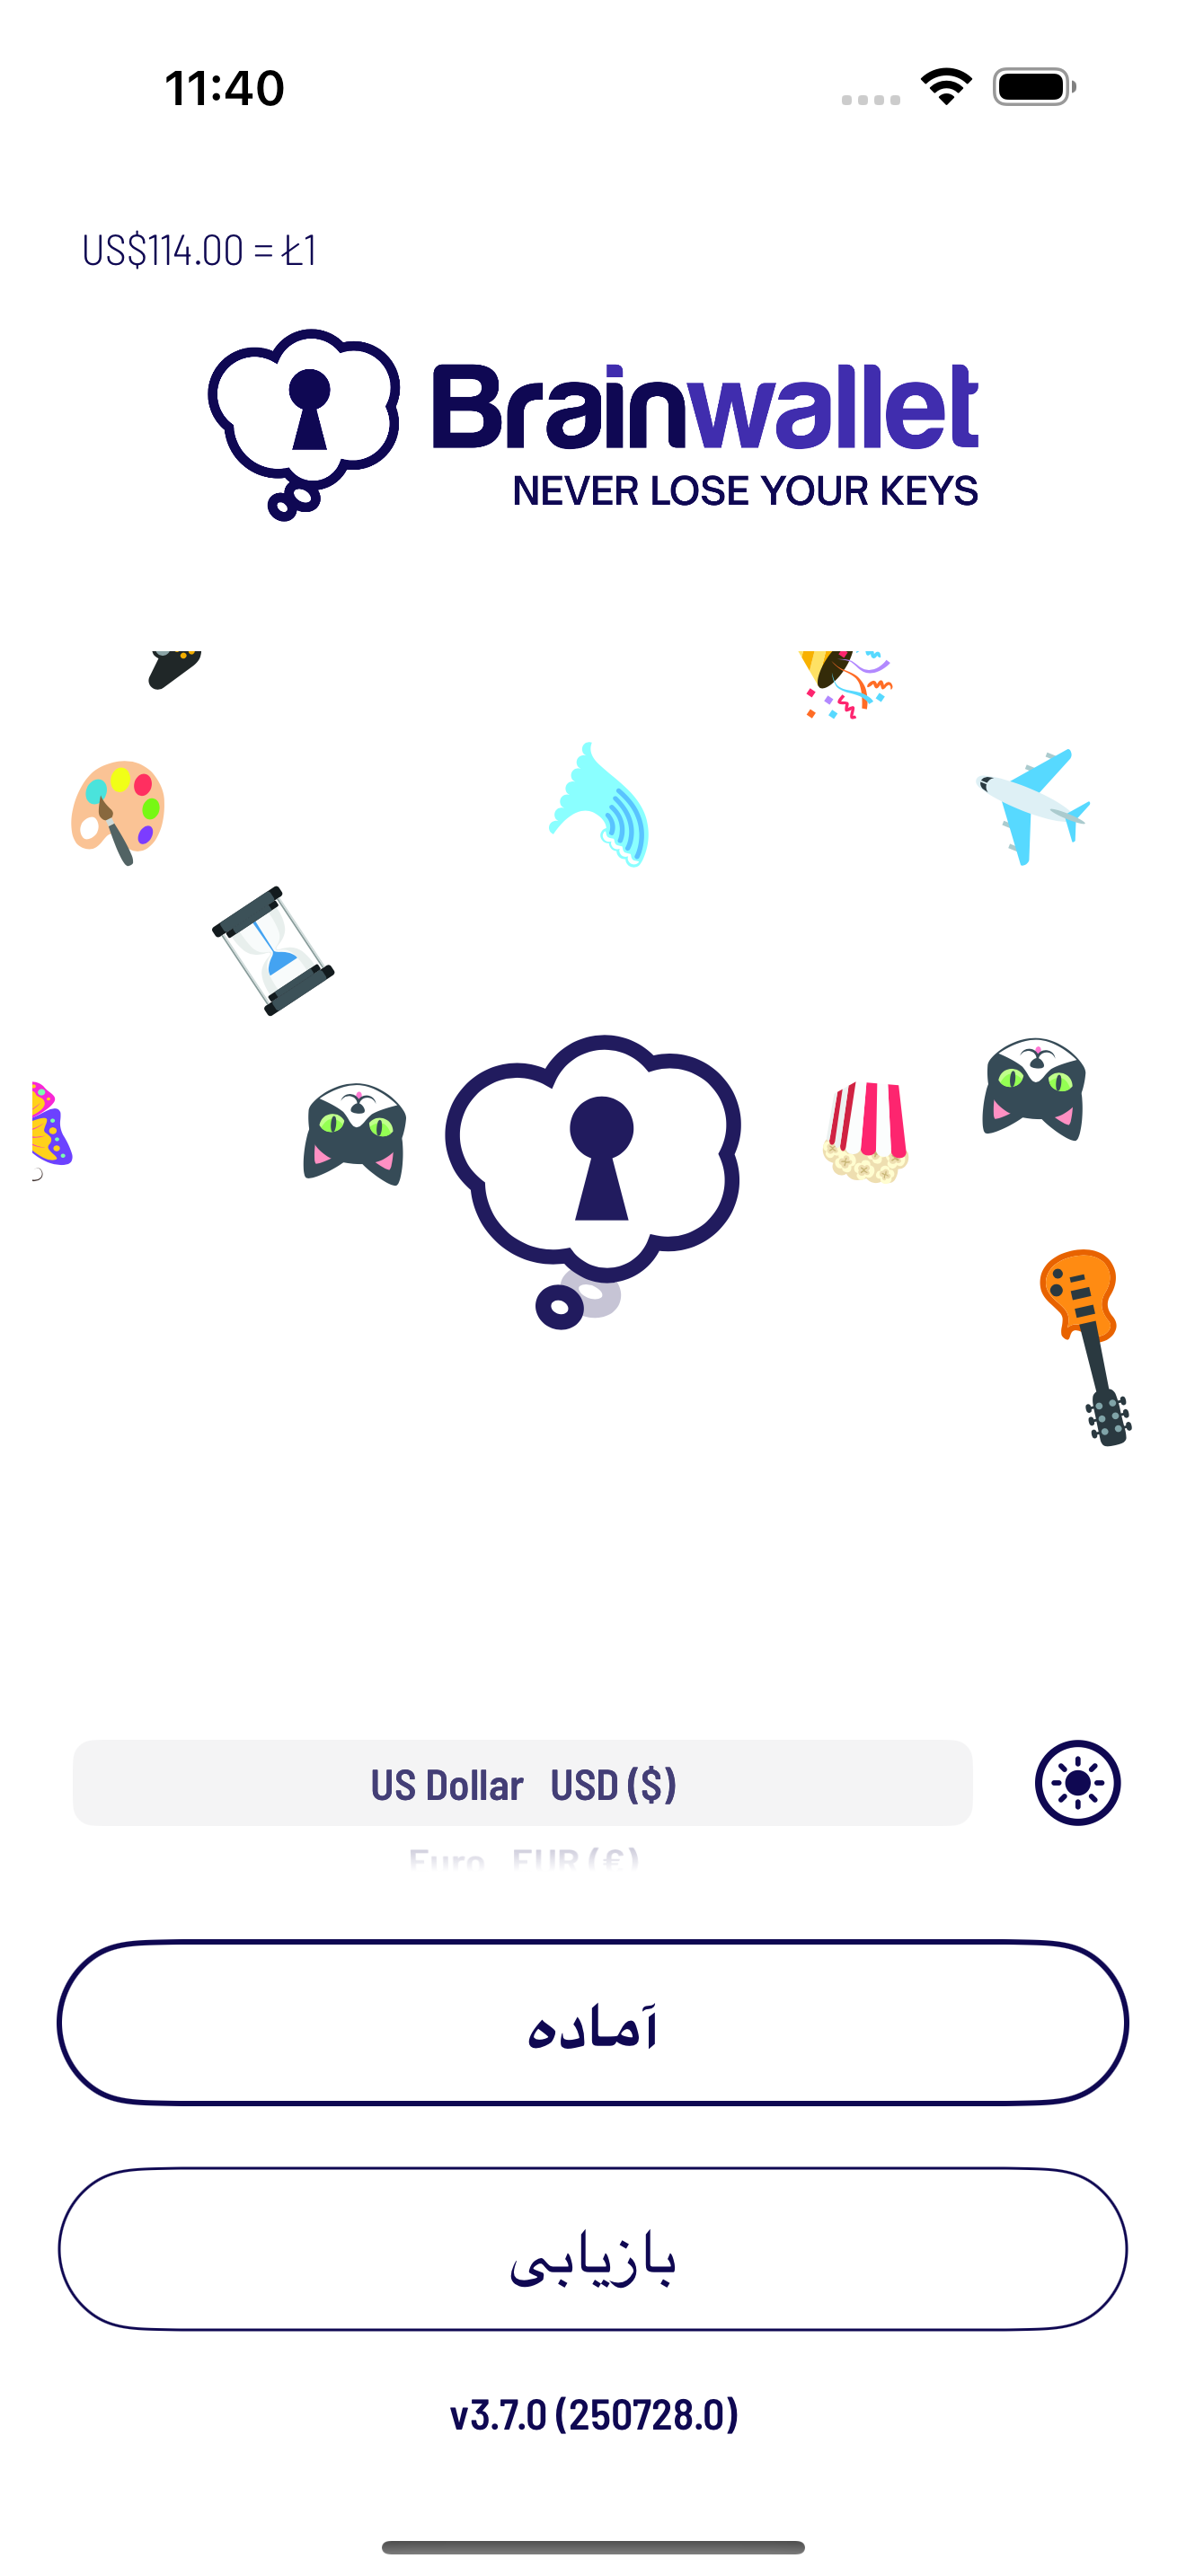 11:40
US$114.00 = Ł1
Brainwallet
NEVER LOSE YOUR KEYS
US Dollar USD ($)
Euro EUR (€)
آماده
بازیابی
v3.7.0 (250728.0)